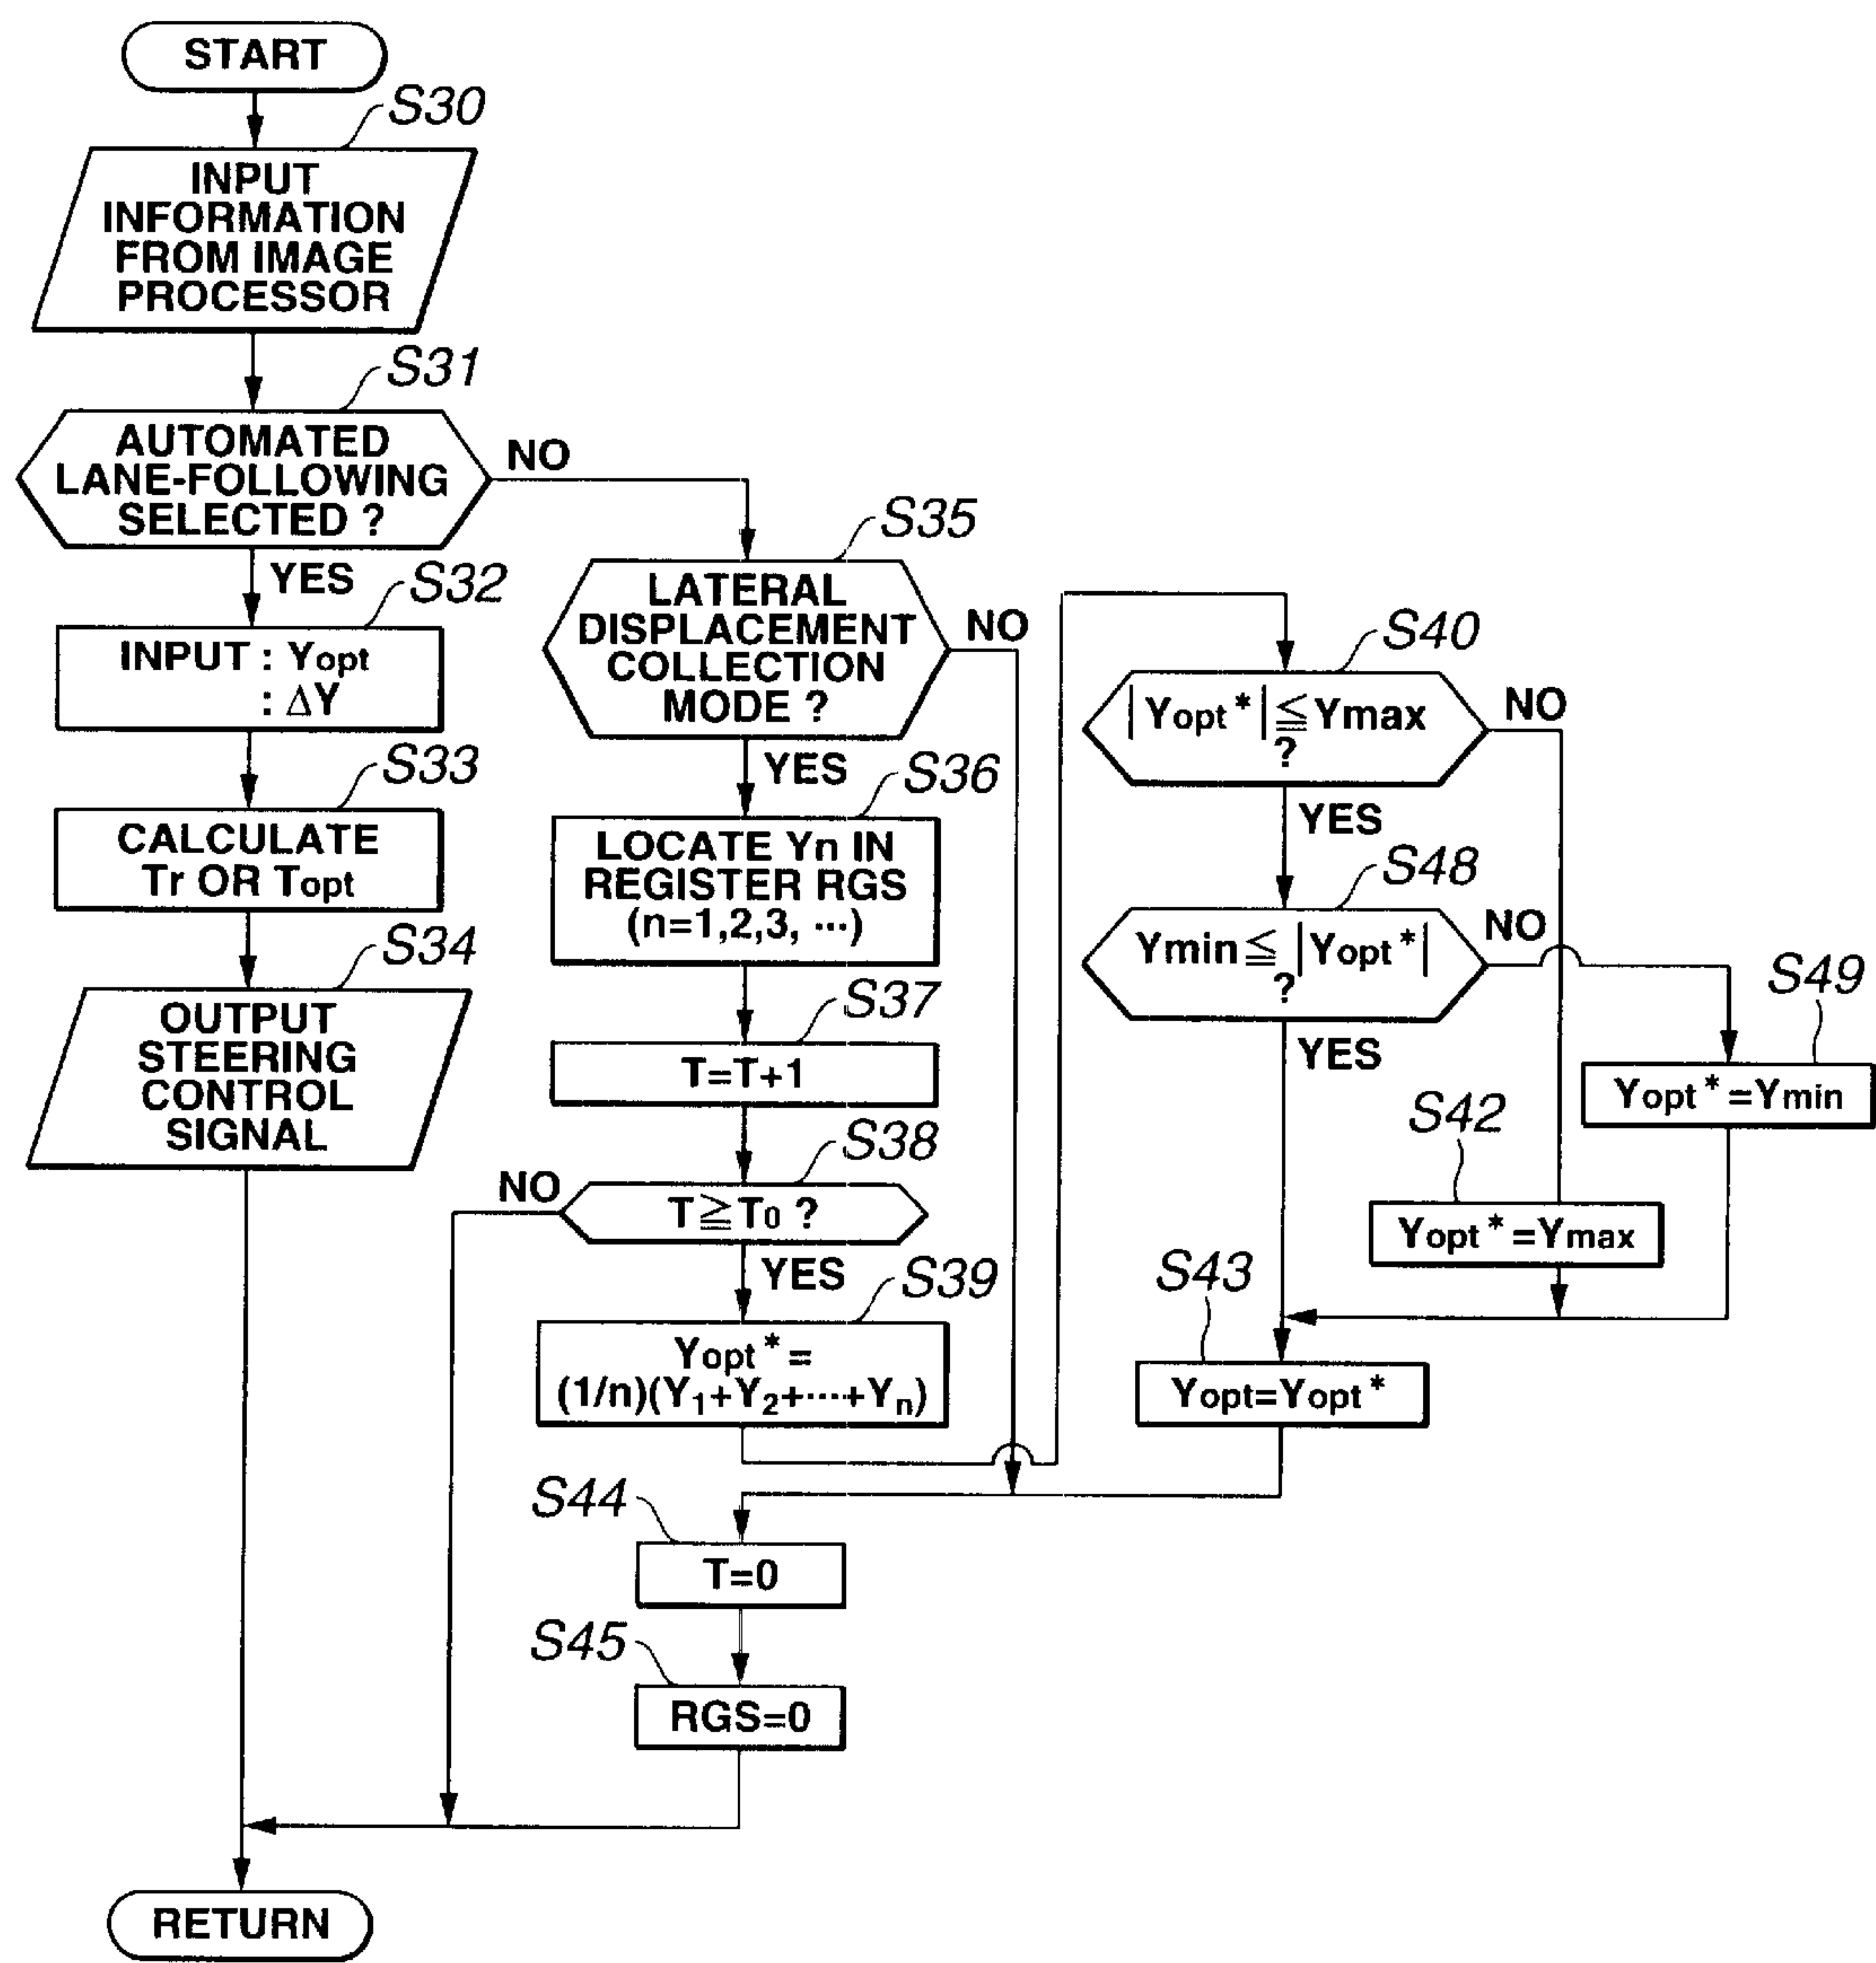 START
S30
INPUT
INFORMATION
FROM IMAGE
PROCESSOR
S31
AUTOMATED
LANE-FOLLOWING
SELECTED ?
NO
YES
S32
INPUT : Yopt
: ΔY
S33
CALCULATE
Tr OR Topt
S34
OUTPUT
STEERING
CONTROL
SIGNAL
S35
LATERAL
DISPLACEMENT
COLLECTION
MODE ?
NO
YES
S36
LOCATE Yn IN
REGISTER RGS
(n=1,2,3, ···)
S37
T=T+1
S38
NO
T≧T0 ?
YES
S39
Yopt* =
(1/n)(Y1+Y2+····+Yn)
S40
|Yopt*|≦Ymax
?
NO
YES
S48
Ymin≦|Yopt*|
?
NO
YES
S49
Yopt* =Ymin
S42
Yopt* =Ymax
S43
Yopt=Yopt*
S44
T=0
S45
RGS=0
RETURN